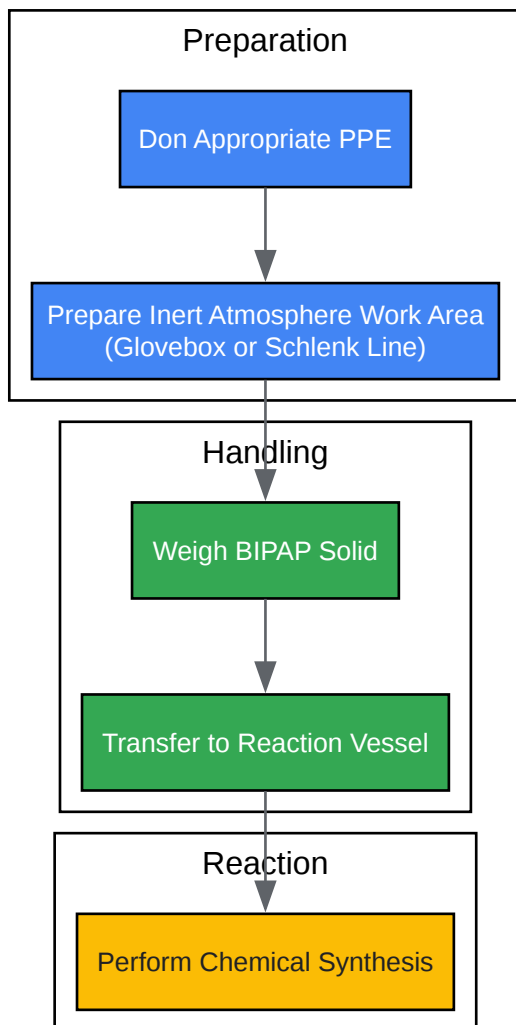 Preparation
Don Appropriate PPE
Prepare Inert Atmosphere Work Area
(Glovebox or Schlenk Line)
Handling
Weigh BIPAP Solid
Transfer to Reaction Vessel
Reaction
Perform Chemical Synthesis